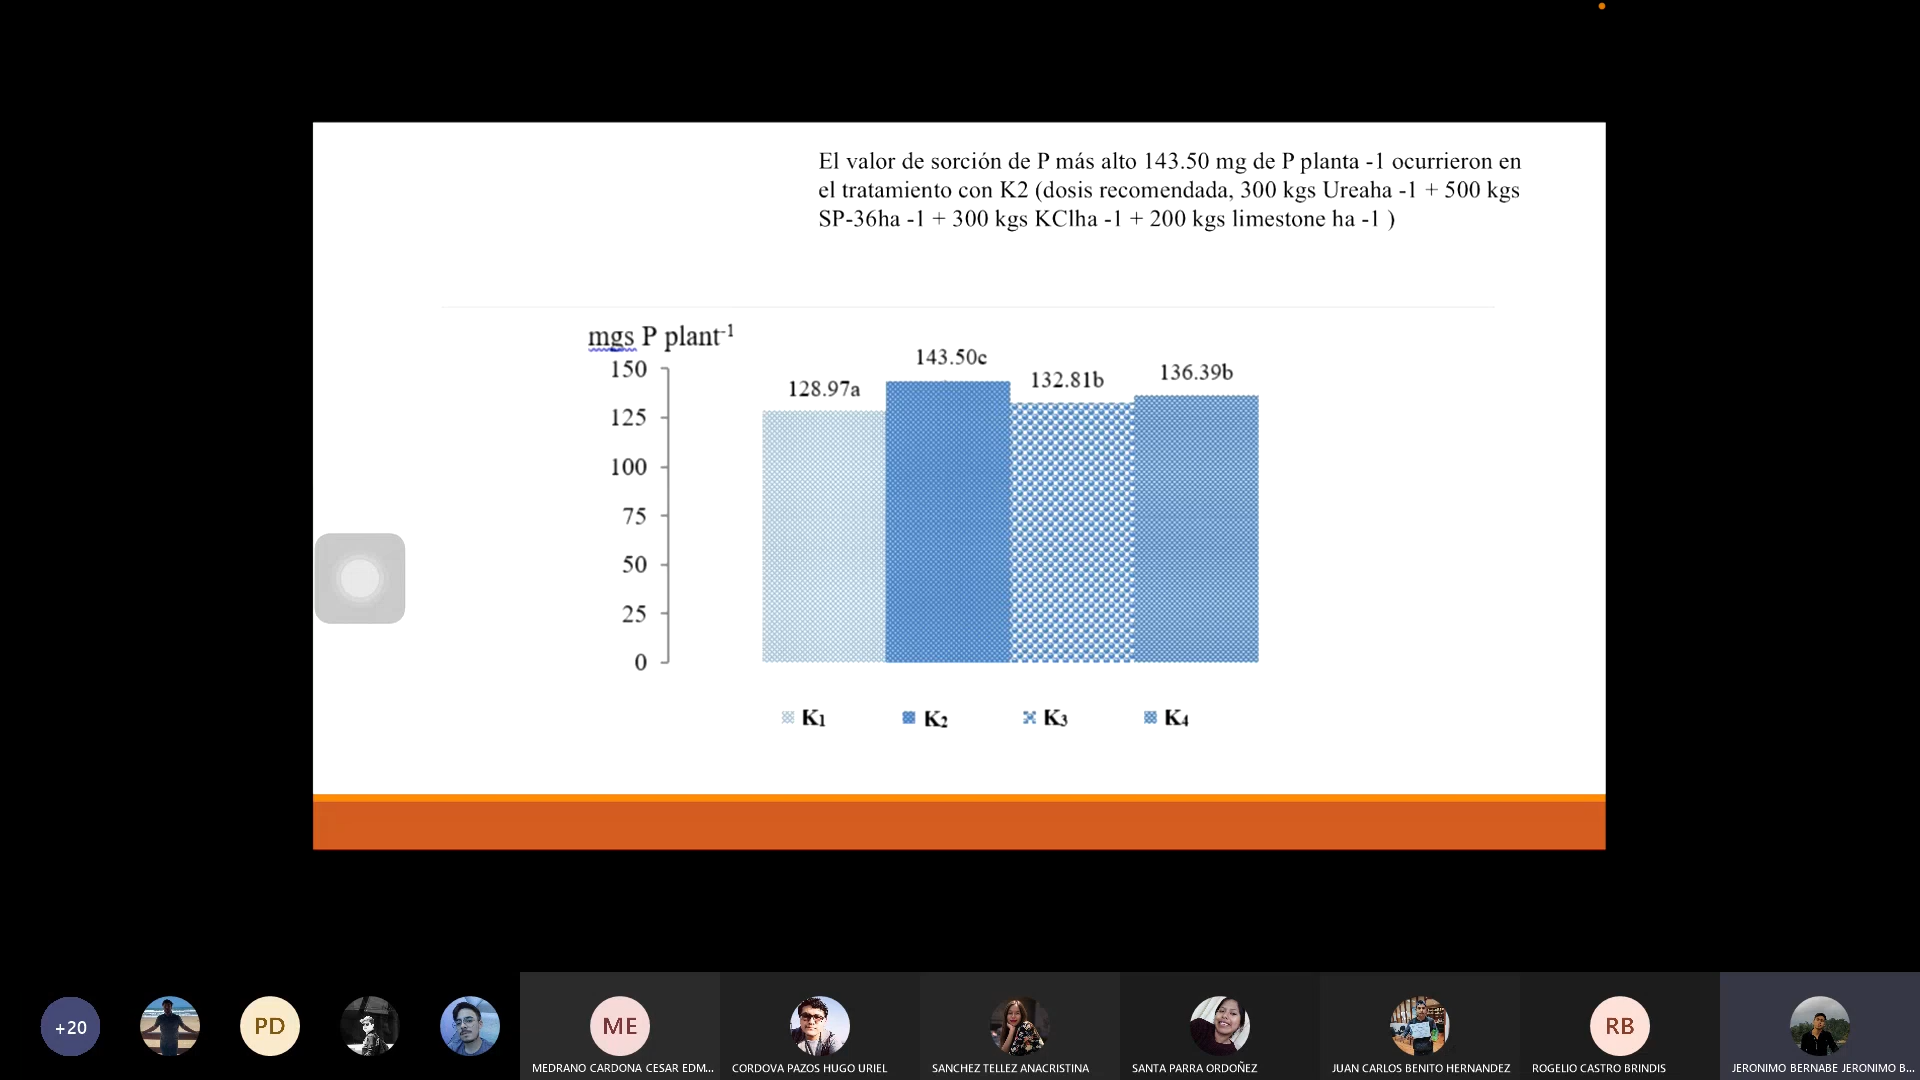 El valor de sorción de P más alto 143.50 mg de P planta -1 ocurrieron en
el tratamiento con K2 (dosis recomendada, 300 kgs Ureaha -1 + 500 kgs
SP-36ha -1 + 300 kgs KClha -1 + 200 kgs limestone ha -1 )
mgs P plant-1
150
125
100
75
50
25
0
128.97a
143.50c
132.81b
136.39b
K1
K2
K3
K4
+20
PD
ME
RB
MEDRANO CARDONA CESAR EDM...
CORDOVA PAZOS HUGO URIEL
SANCHEZ TELLEZ ANACRISTINA
SANTA PARRA ORDOÑEZ
JUAN CARLOS BENITO HERNANDEZ
ROGELIO CASTRO BRINDIS
JERONIMO BERNABE JERONIMO B...